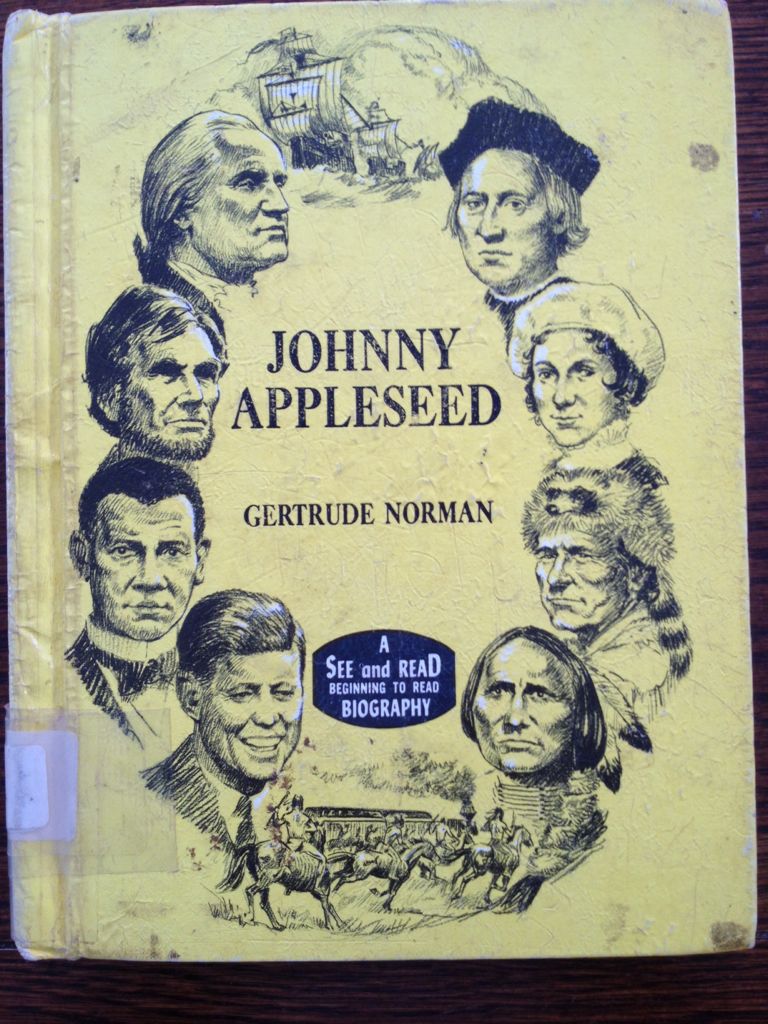 JOHNNY
APPLESEED
GERTRUDE NORMAN
A
SEE and READ
BEGINNING TO READ
BIOGRAPHY